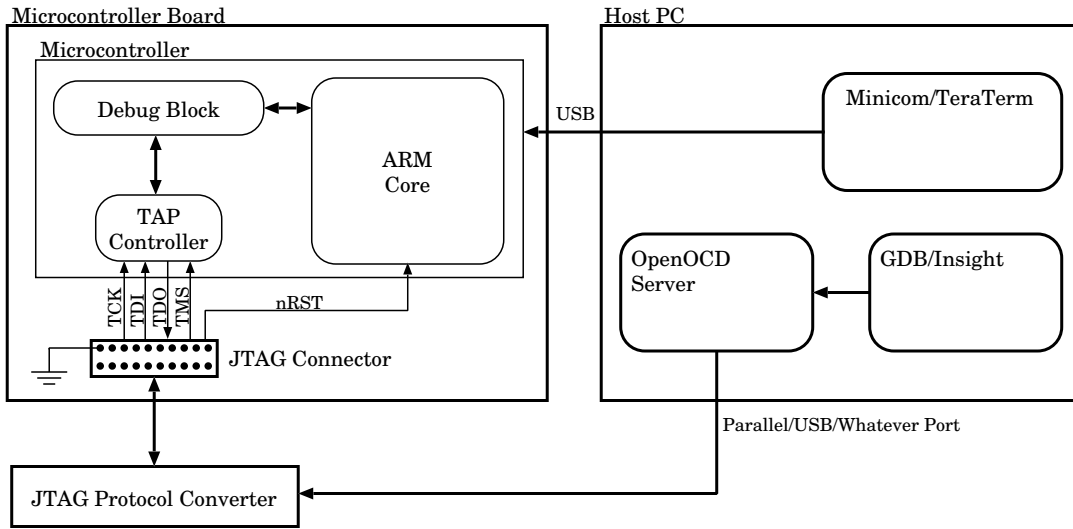 Microcontroller Board
Host PC
Microcontroller
Debug Block
ARM
Core
USB
Minicom/TeraTerm
TAP
Controller
OpenOCD
Server
GDB/Insight
TCK
TDI
TDO
TMS
nRST
JTAG Connector
Parallel/USB/Whatever Port
JTAG Protocol Converter